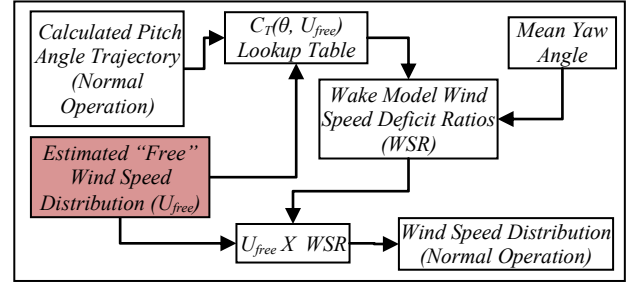 Calculated Pitch
Angle Trajectory
(Normal
Operation)
C_T(θ, U_free)
Lookup Table
Mean Yaw
Angle
Wake Model Wind
Speed Deficit Ratios
(WSR)
Estimated “Free”
Wind Speed
Distribution (U_free)
U_free X WSR
Wind Speed Distribution
(Normal Operation)